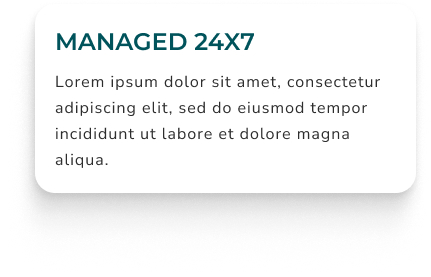 MANAGED 24X7
Lorem ipsum dolor sit amet, consectetur
adipiscing elit, sed do eiusmod tempor
incididunt ut labore et dolore magna
aliqua.